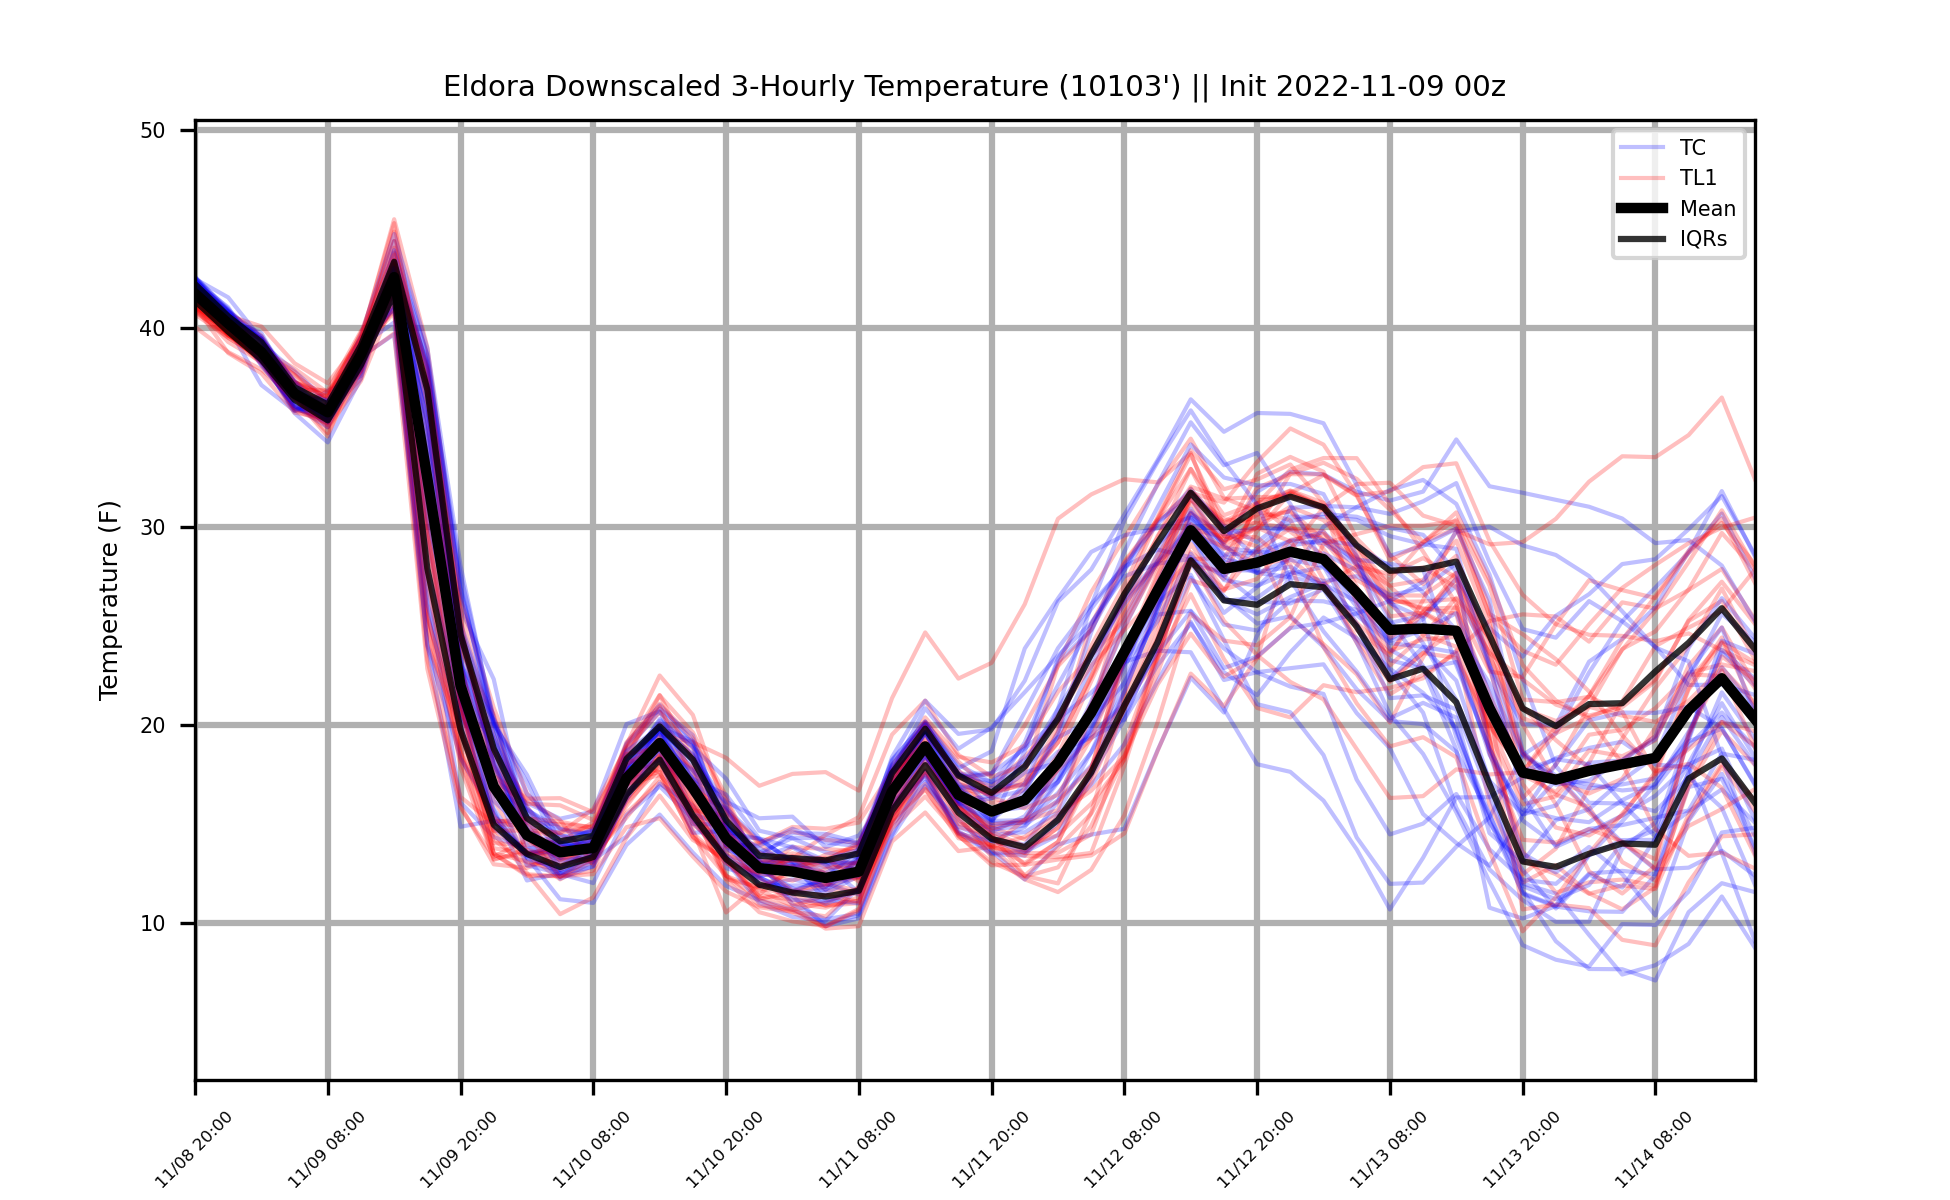 Eldora Downscaled 3-Hourly Temperature (10103') || Init 2022-11-09 00z
TC
TL1
Mean
IQRs
Temperature (F)
50
40
30
20
10
11/08 20:00
11/09 08:00
11/09 20:00
11/10 08:00
11/10 20:00
11/11 08:00
11/11 20:00
11/12 08:00
11/12 20:00
11/13 08:00
11/13 20:00
11/14 08:00